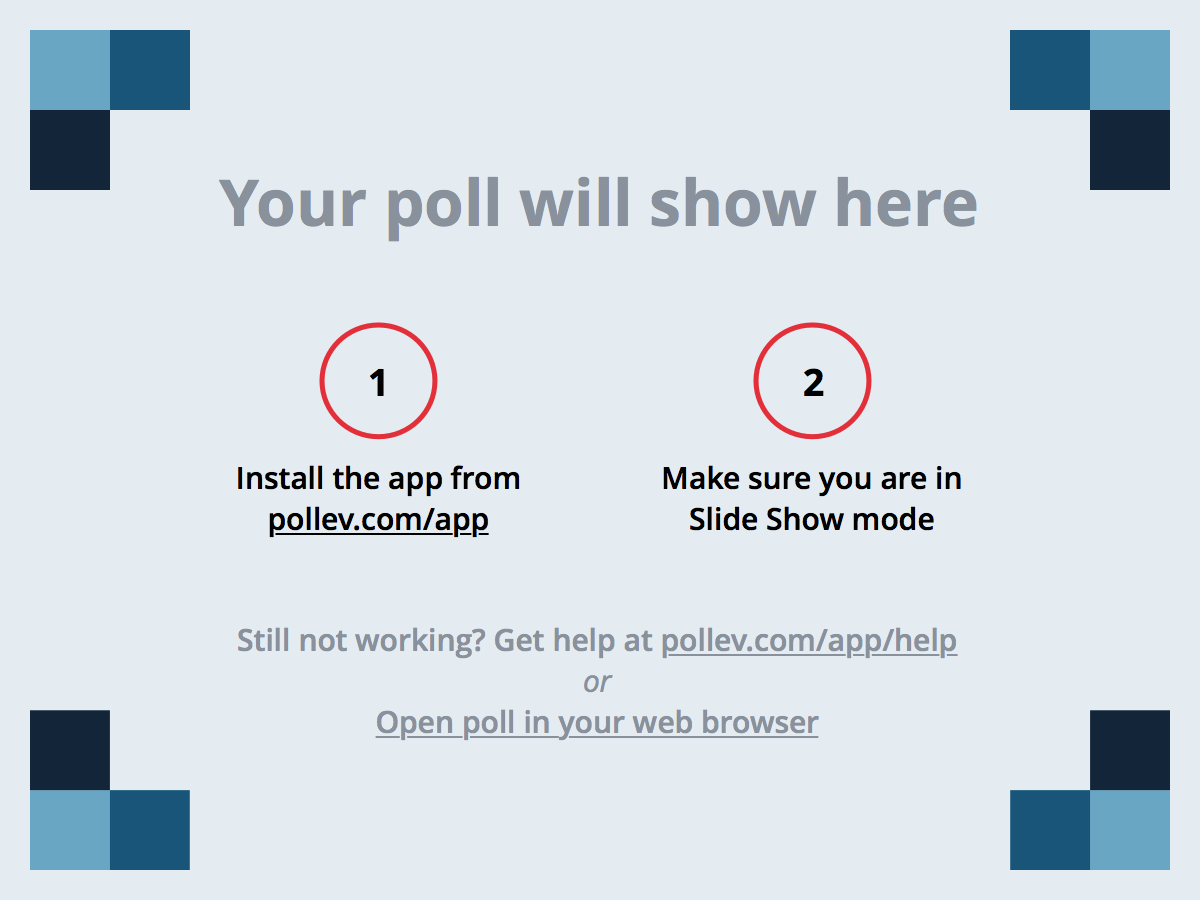 Your poll will show here
1
Install the app from
pollev.com/app
2
Make sure you are in
Slide Show mode
Still not working? Get help at pollev.com/app/help
or
Open poll in your web browser